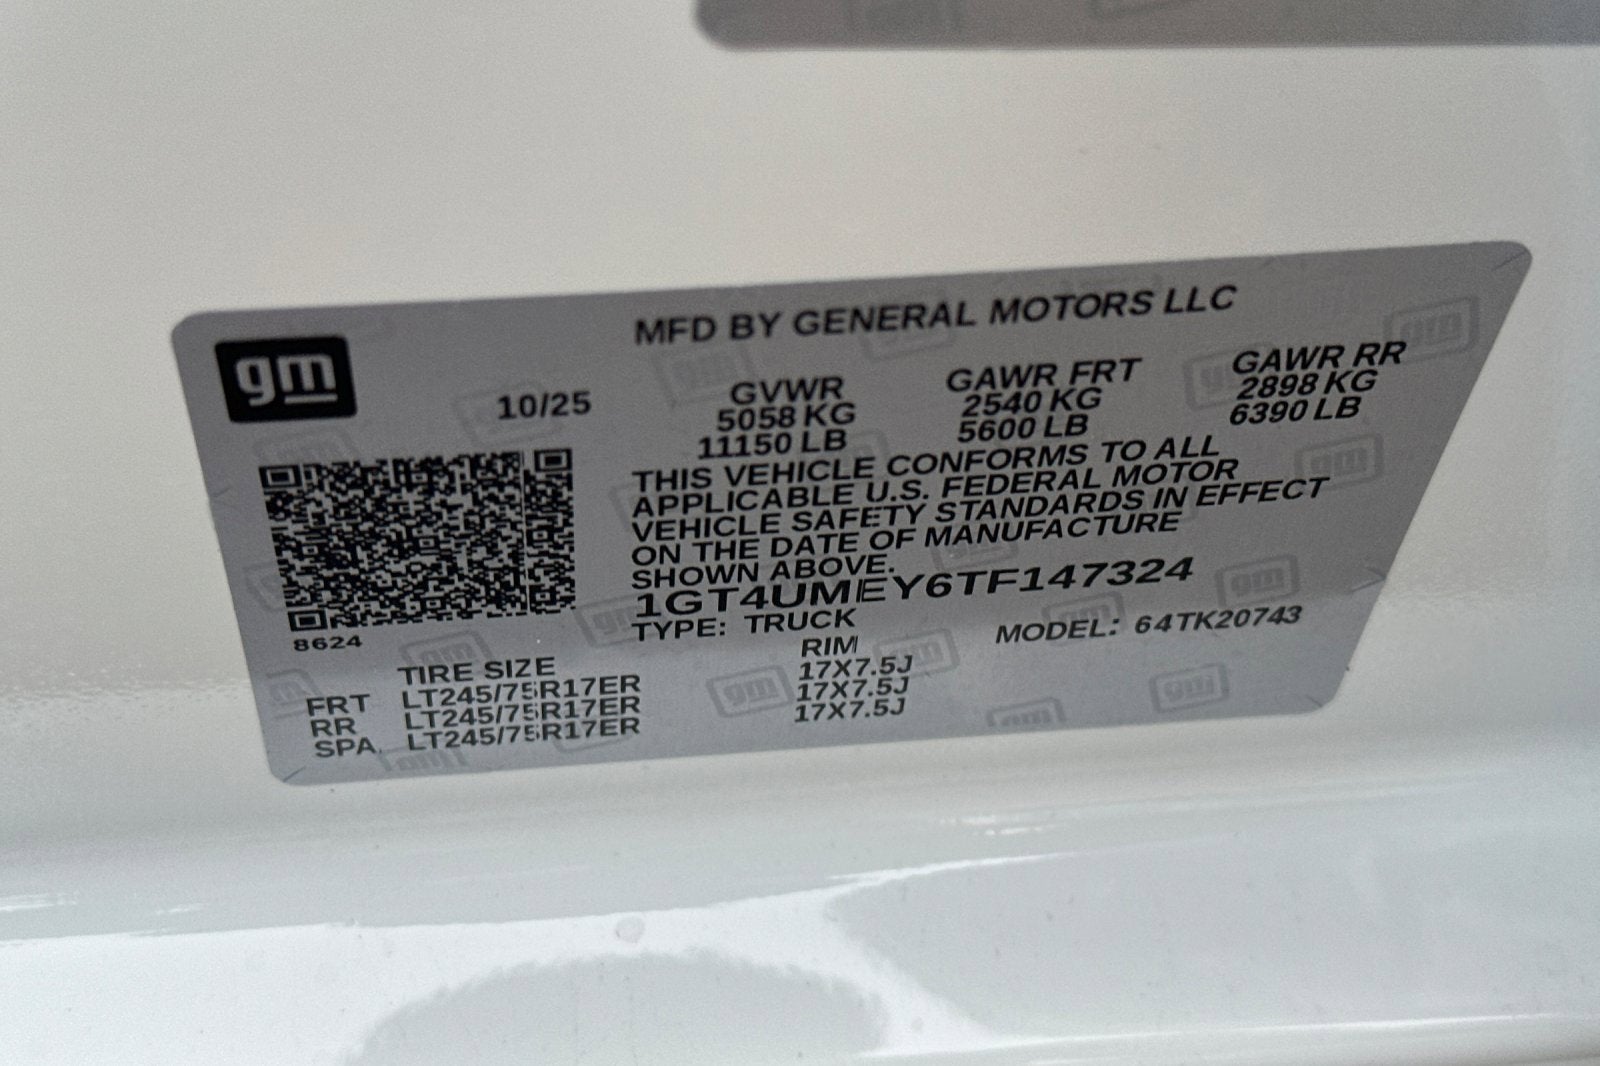 gm
MFD BY GENERAL MOTORS LLC
10/25
GVWR GAWR FRT GAWR RR
5058 KG 2540 KG 2898 KG
11150 LB 5600 LB 6390 LB
THIS VEHICLE CONFORMS TO ALL
APPLICABLE U.S. FEDERAL MOTOR
VEHICLE SAFETY STANDARDS IN EFFECT
ON THE DATE OF MANUFACTURE
SHOWN ABOVE.
1GT4UMEY6TF147324
TYPE: TRUCK MODEL: 64TK20743
8624
TIRE SIZE RIM
FRT LT245/75R17ER 17X7.5J
RR LT245/75R17ER 17X7.5J
SPA LT245/75R17ER 17X7.5J